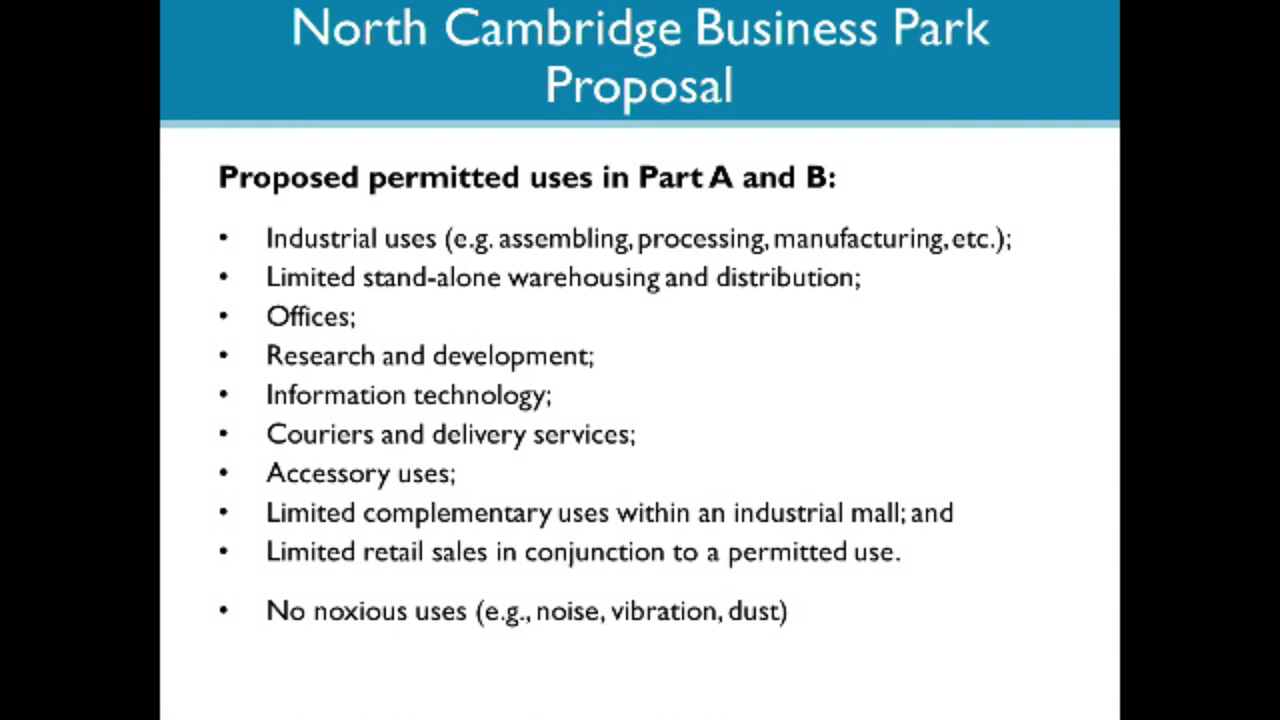 North Cambridge Business Park
Proposal
Proposed permitted uses in Part A and B:
• Industrial uses (e.g. assembling, processing, manufacturing, etc.);
• Limited stand-alone warehousing and distribution;
• Offices;
• Research and development;
• Information technology;
• Couriers and delivery services;
• Accessory uses;
• Limited complementary uses within an industrial mall; and
• Limited retail sales in conjunction to a permitted use.
• No noxious uses (e.g., noise, vibration, dust)